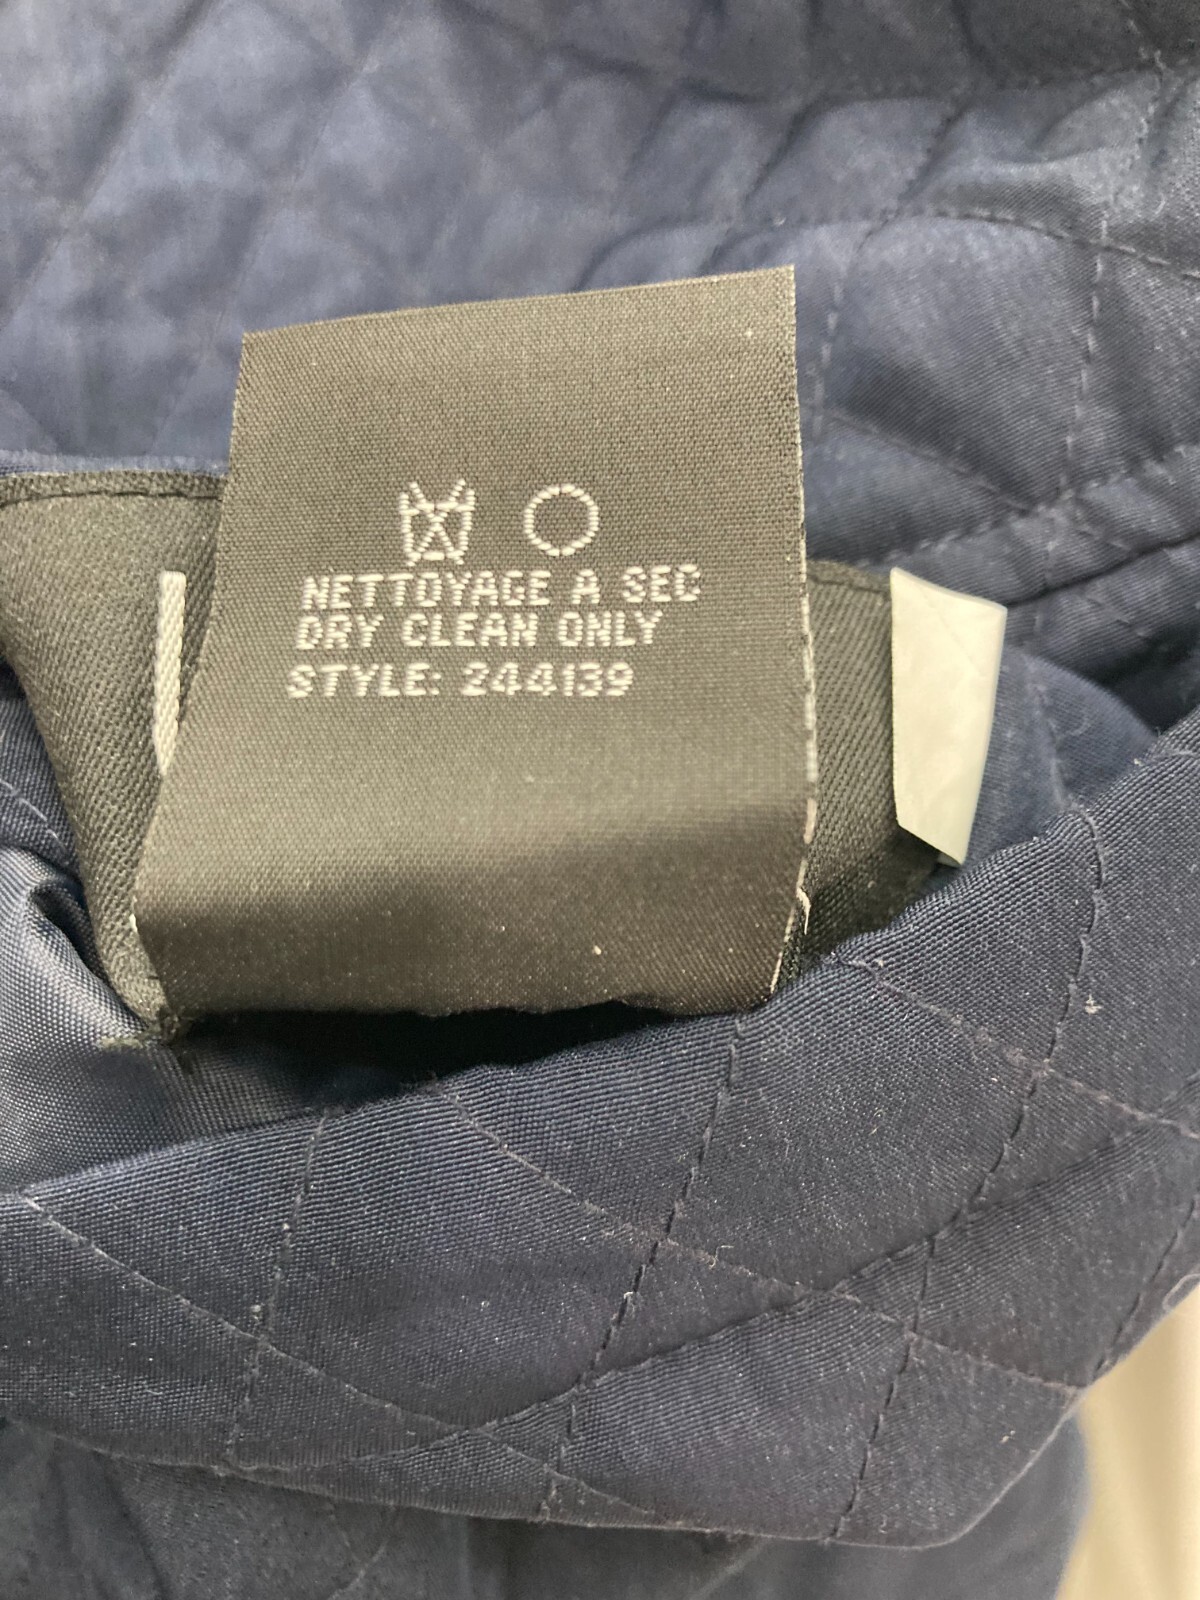 NETTOYAGE A SEC
DRY CLEAN ONLY
STYLE: 244139